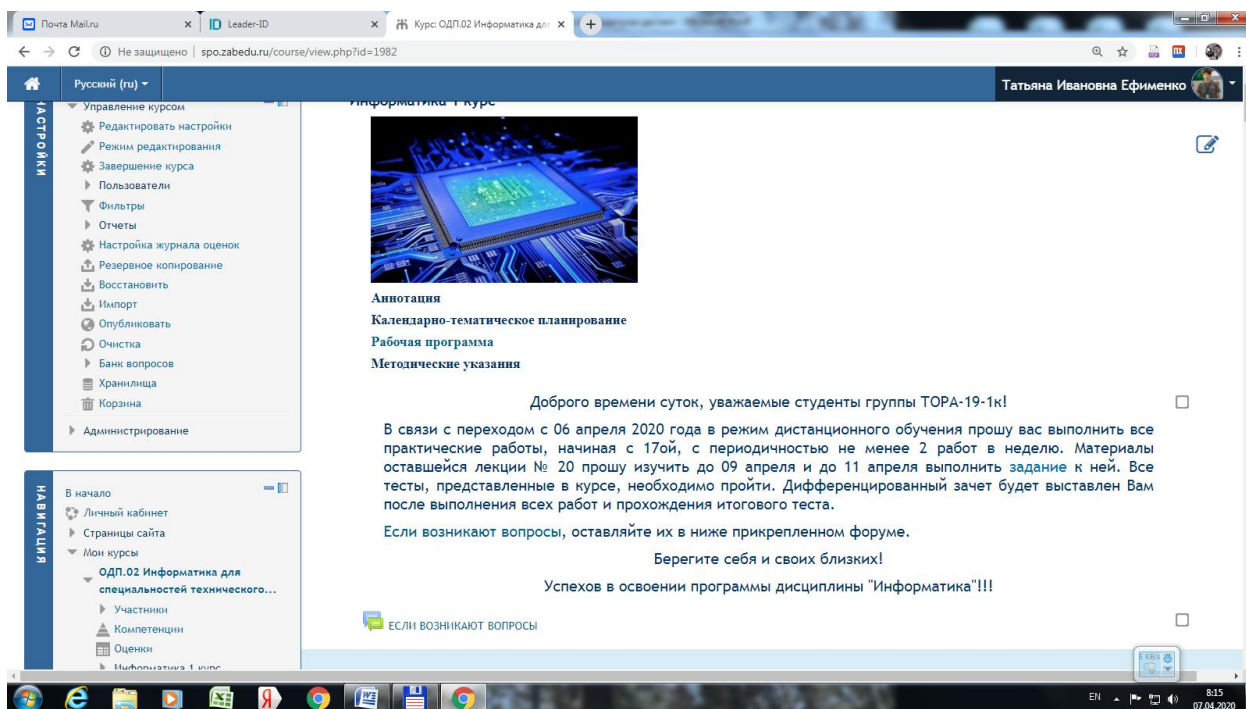 Почта Mail.ru
Leader-ID
Курс: ОДП.02 Информатика для
Не защищено | spo.zabedu.ru/course/view.php?id=1982
Русский (ru)
Татьяна Ивановна Ефименко
НАСТРОЙКИ
Управление курсом
Редактировать настройки
Режим редактирования
Завершение курса
Пользователи
Фильтры
Отчеты
Настройка журнала оценок
Резервное копирование
Восстановить
Импорт
Опубликовать
Очистка
Банк вопросов
Хранилища
Корзина
Администрирование
НАВИГАЦИЯ
В начало
Личный кабинет
Страницы сайта
Мои курсы
ОДП.02 Информатика для
специальностей технического...
Участники
Компетенции
Оценки
Информатика 1 курс
Информатика 1 курс
Аннотация
Календарно-тематическое планирование
Рабочая программа
Методические указания
Доброго времени суток, уважаемые студенты группы ТОРА-19-1к!
В связи с переходом с 06 апреля 2020 года в режим дистанционного обучения прошу вас выполнить все
практические работы, начиная с 17ой, с периодичностью не менее 2 работ в неделю. Материалы
оставшейся лекции № 20 прошу изучить до 09 апреля и до 11 апреля выполнить задание к ней. Все
тесты, представленные в курсе, необходимо пройти. Дифференцированный зачет будет выставлен Вам
после выполнения всех работ и прохождения итогового теста.
Если возникают вопросы, оставляйте их в ниже прикрепленном форуме.
Берегите себя и своих близких!
Успехов в освоении программы дисциплины "Информатика"!!!
ЕСЛИ ВОЗНИКАЮТ ВОПРОСЫ
EN
8:15
07.04.2020